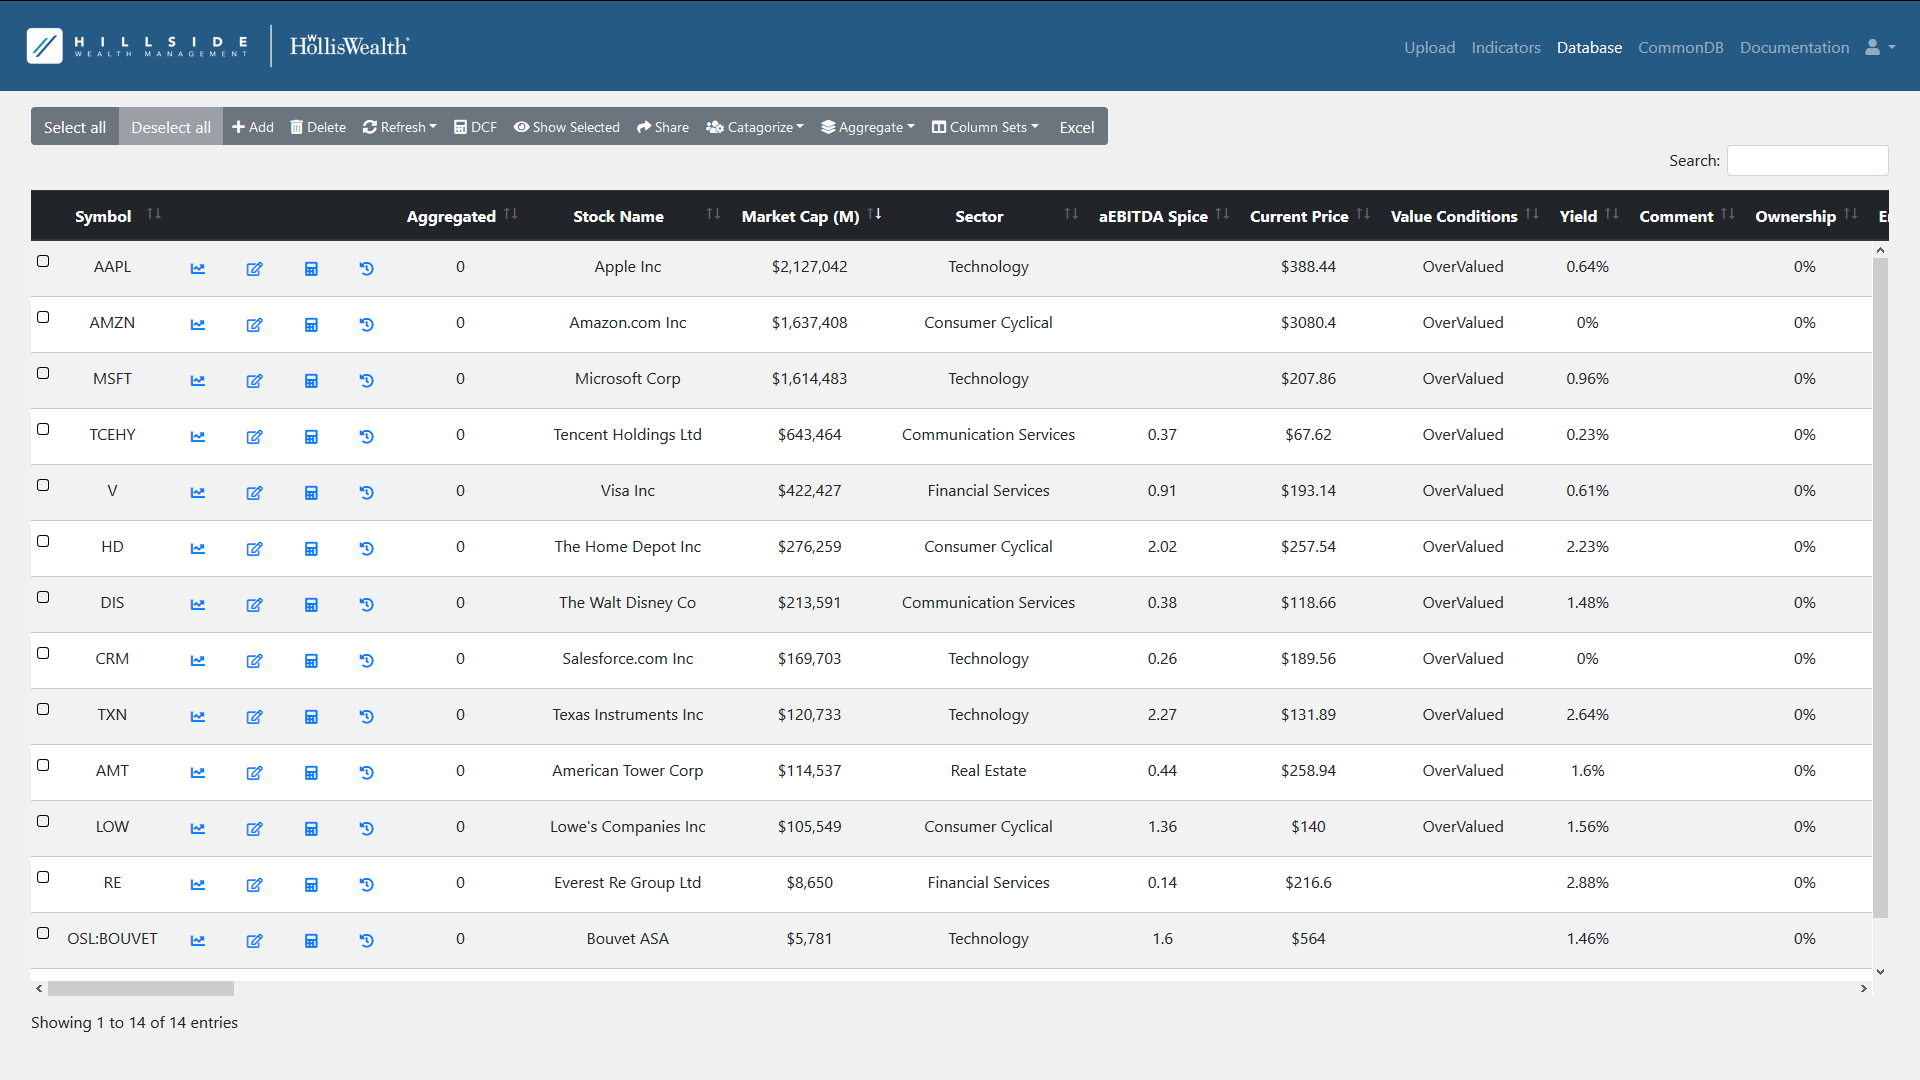 HILLSIDE
WEALTH MANAGEMENT
HollisWealth®
Upload Indicators Database CommonDB Documentation
Select all Deselect all Add Delete Refresh DCF Show Selected Share Catagorize Aggregate Column Sets Excel
Search:
Symbol Aggregated Stock Name Market Cap (M) Sector aEBITDA Spice Current Price Value Conditions Yield Comment Ownership
AAPL 0 Apple Inc $2,127,042 Technology $388.44 OverValued 0.64% 0%
AMZN 0 Amazon.com Inc $1,637,408 Consumer Cyclical $3080.4 OverValued 0% 0%
MSFT 0 Microsoft Corp $1,614,483 Technology $207.86 OverValued 0.96% 0%
TCEHY 0 Tencent Holdings Ltd $643,464 Communication Services 0.37 $67.62 OverValued 0.23% 0%
V 0 Visa Inc $422,427 Financial Services 0.91 $193.14 OverValued 0.61% 0%
HD 0 The Home Depot Inc $276,259 Consumer Cyclical 2.02 $257.54 OverValued 2.23% 0%
DIS 0 The Walt Disney Co $213,591 Communication Services 0.38 $118.66 OverValued 1.48% 0%
CRM 0 Salesforce.com Inc $169,703 Technology 0.26 $189.56 OverValued 0% 0%
TXN 0 Texas Instruments Inc $120,733 Technology 2.27 $131.89 OverValued 2.64% 0%
AMT 0 American Tower Corp $114,537 Real Estate 0.44 $258.94 OverValued 1.6% 0%
LOW 0 Lowe's Companies Inc $105,549 Consumer Cyclical 1.36 $140 OverValued 1.56% 0%
RE 0 Everest Re Group Ltd $8,650 Financial Services 0.14 $216.6 2.88% 0%
OSL:BOUVET 0 Bouvet ASA $5,781 Technology 1.6 $564 1.46% 0%
Showing 1 to 14 of 14 entries